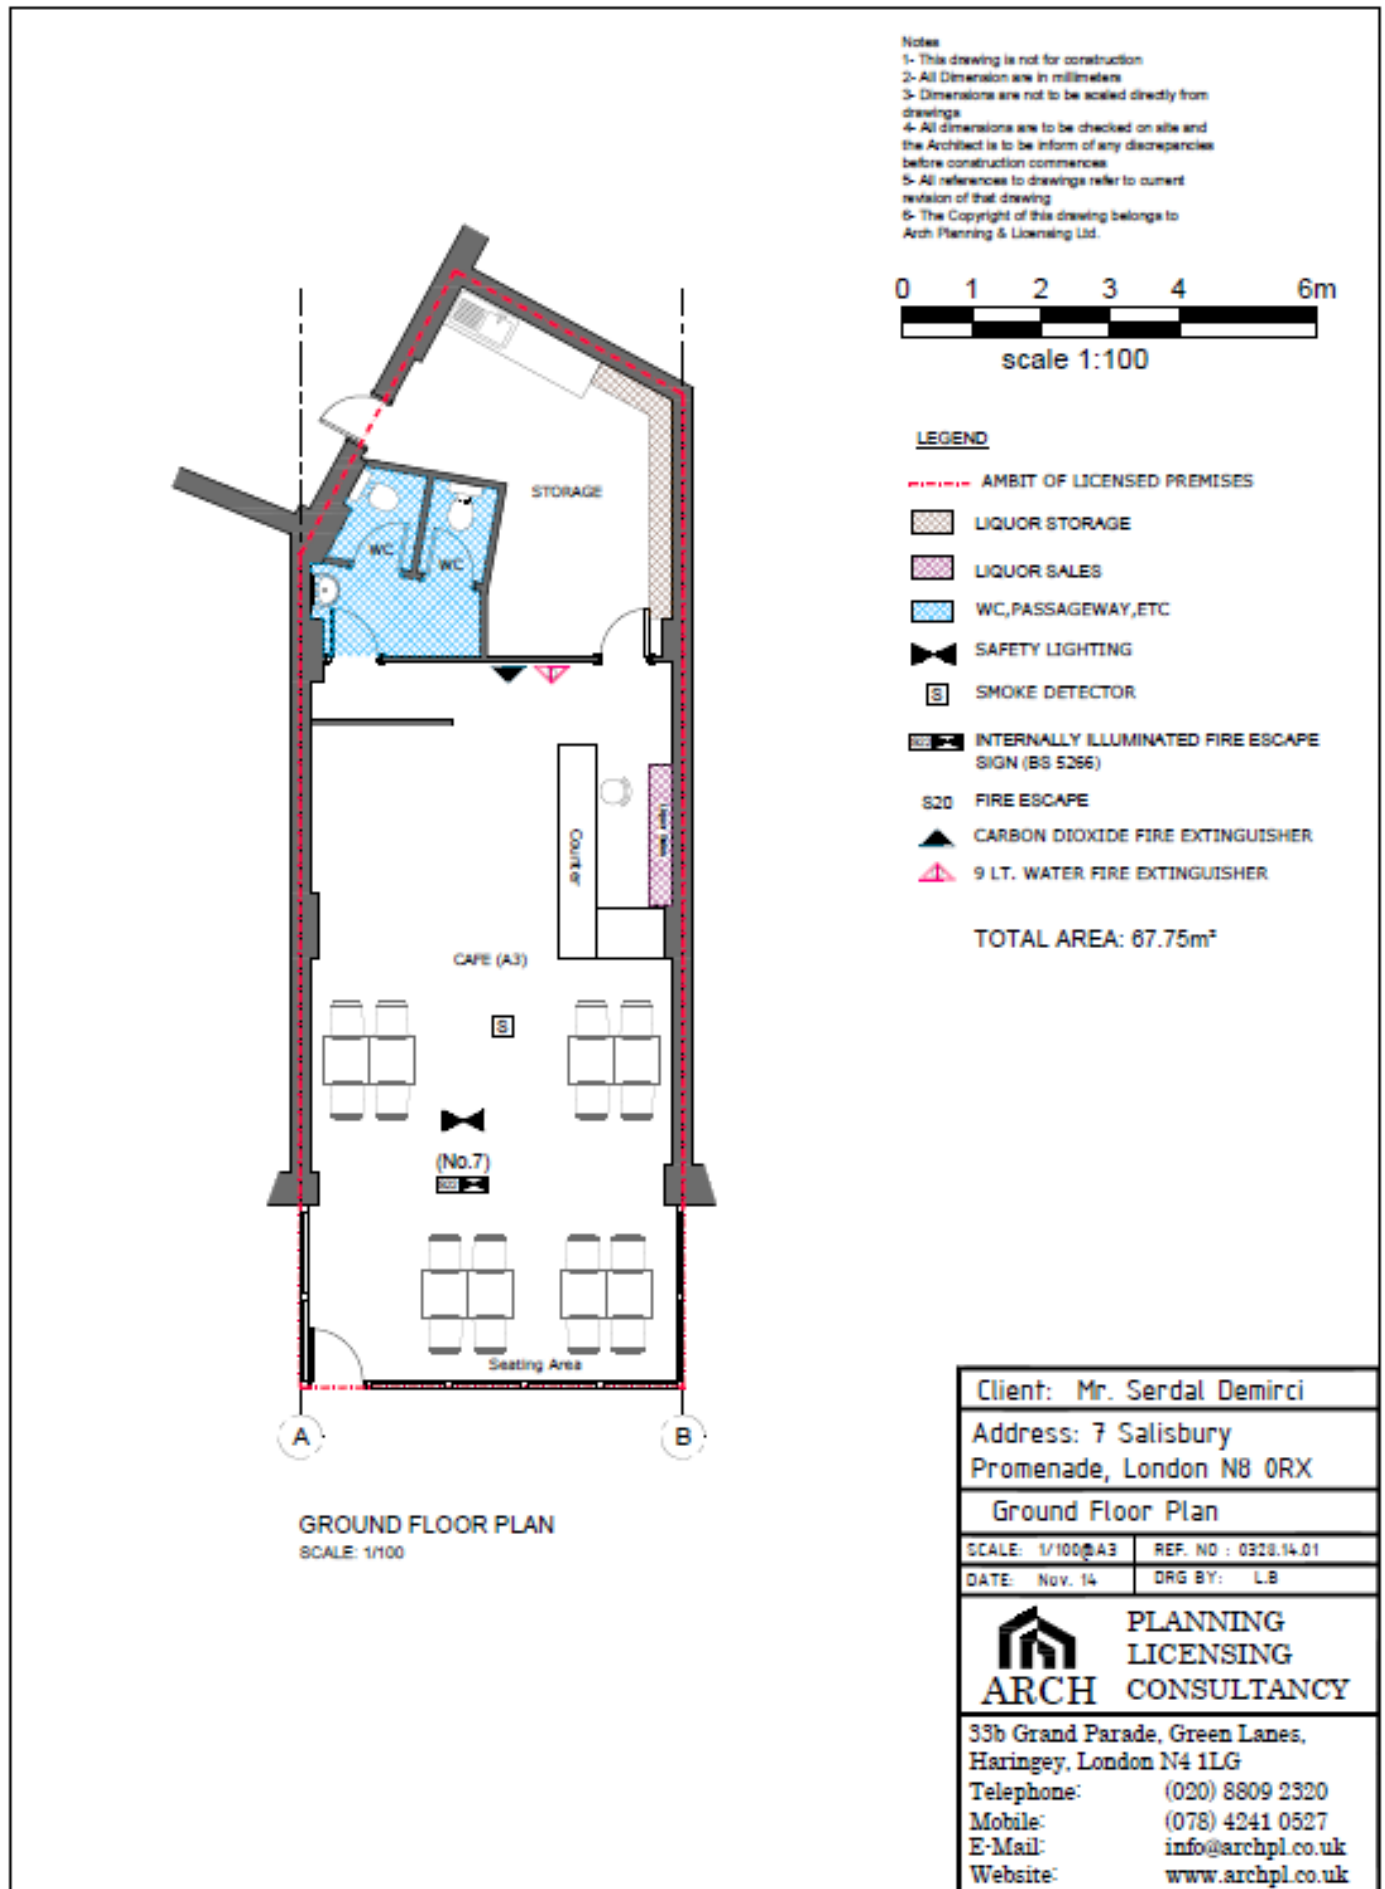 Notes
1- This drawing is not for construction
2- All Dimension are in millimeters
3- Dimensions are not to be scaled directly from
drawings
4- All dimensions are to be checked on site and
the Architect is to be inform of any discrepancies
before construction commences
5- All references to drawings refer to current
revision of that drawing
6- The Copyright of this drawing belongs to
Arch Planning & Licensing Ltd.
0 1 2 3 4 6m
scale 1:100
LEGEND
AMBIT OF LICENSED PREMISES
LIQUOR STORAGE
LIQUOR SALES
WC,PASSAGEWAY,ETC
SAFETY LIGHTING
S SMOKE DETECTOR
INTERNALLY ILLUMINATED FIRE ESCAPE
SIGN (BS 5266)
S20 FIRE ESCAPE
CARBON DIOXIDE FIRE EXTINGUISHER
9 LT. WATER FIRE EXTINGUISHER
TOTAL AREA: 67.75m²
STORAGE
WC
WC
Counter
CAFE (A3)
S
(No.7)
Seating Area
A
B
GROUND FLOOR PLAN
SCALE: 1/100
Client: Mr. Serdal Demirci
Address: 7 Salisbury
Promenade, London N8 0RX
Ground Floor Plan
SCALE: 1/100@A3 REF. NO : 0328.14.01
DATE: Nov. 14 DRG BY: L.B
ARCH
PLANNING
LICENSING
CONSULTANCY
33b Grand Parade, Green Lanes,
Haringey, London N4 1LG
Telephone: (020) 8809 2320
Mobile: (078) 4241 0527
E-Mail: info@archpl.co.uk
Website: www.archpl.co.uk